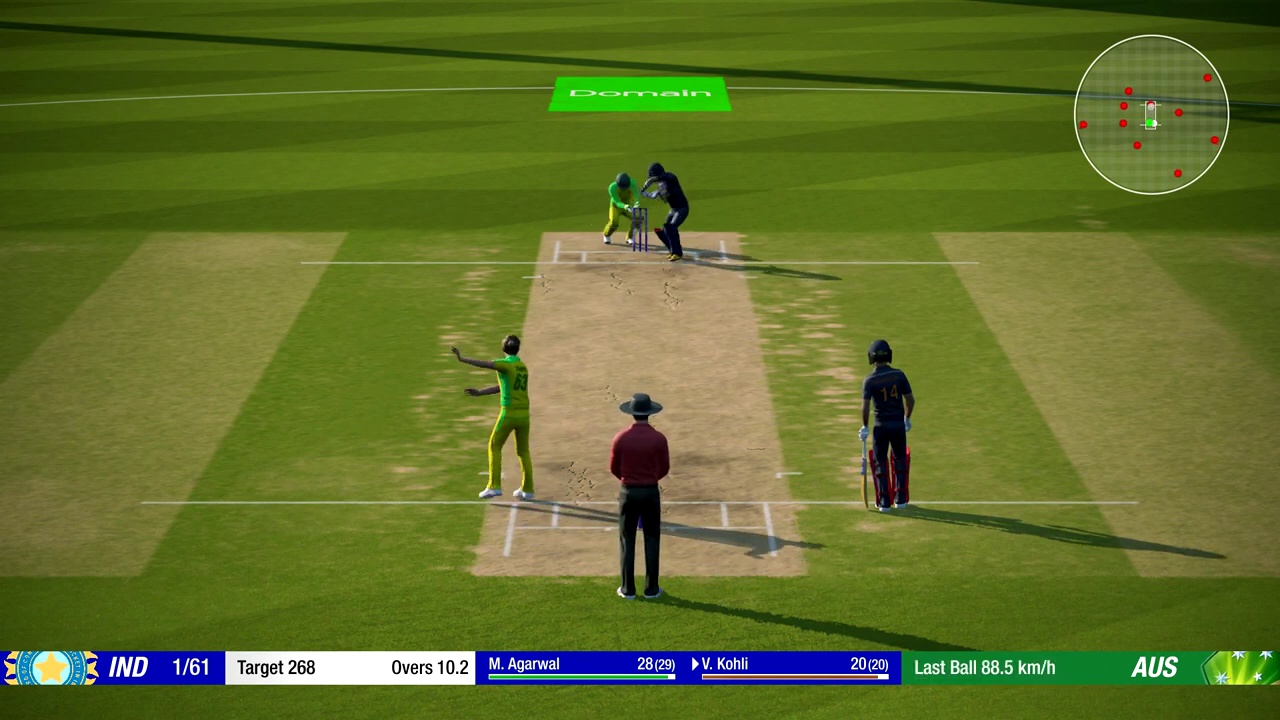 Domain
63
14
IND 1/61 Target 268 Overs 10.2 M. Agarwal 28(29) V. Kohli 20(20) Last Ball 88.5 km/h AUS